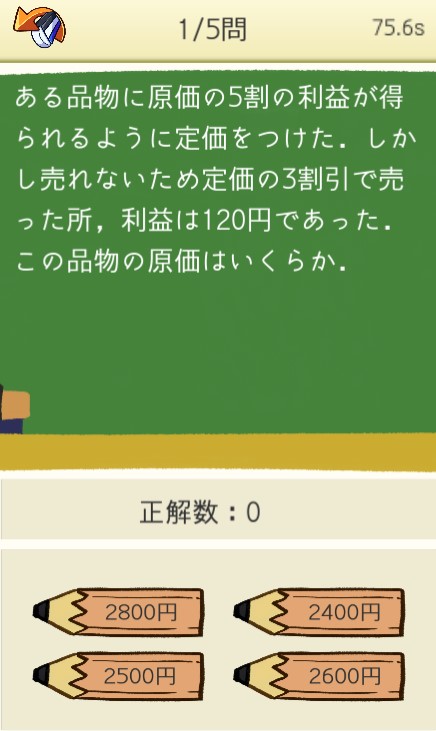 1/5問
75.6s
ある品物に原価の5割の利益が得
られるように定価をつけた．しか
し売れないため定価の3割引で売
った所，利益は120円であった．
この品物の原価はいくらか．
正解数：0
2800円
2400円
2500円
2600円